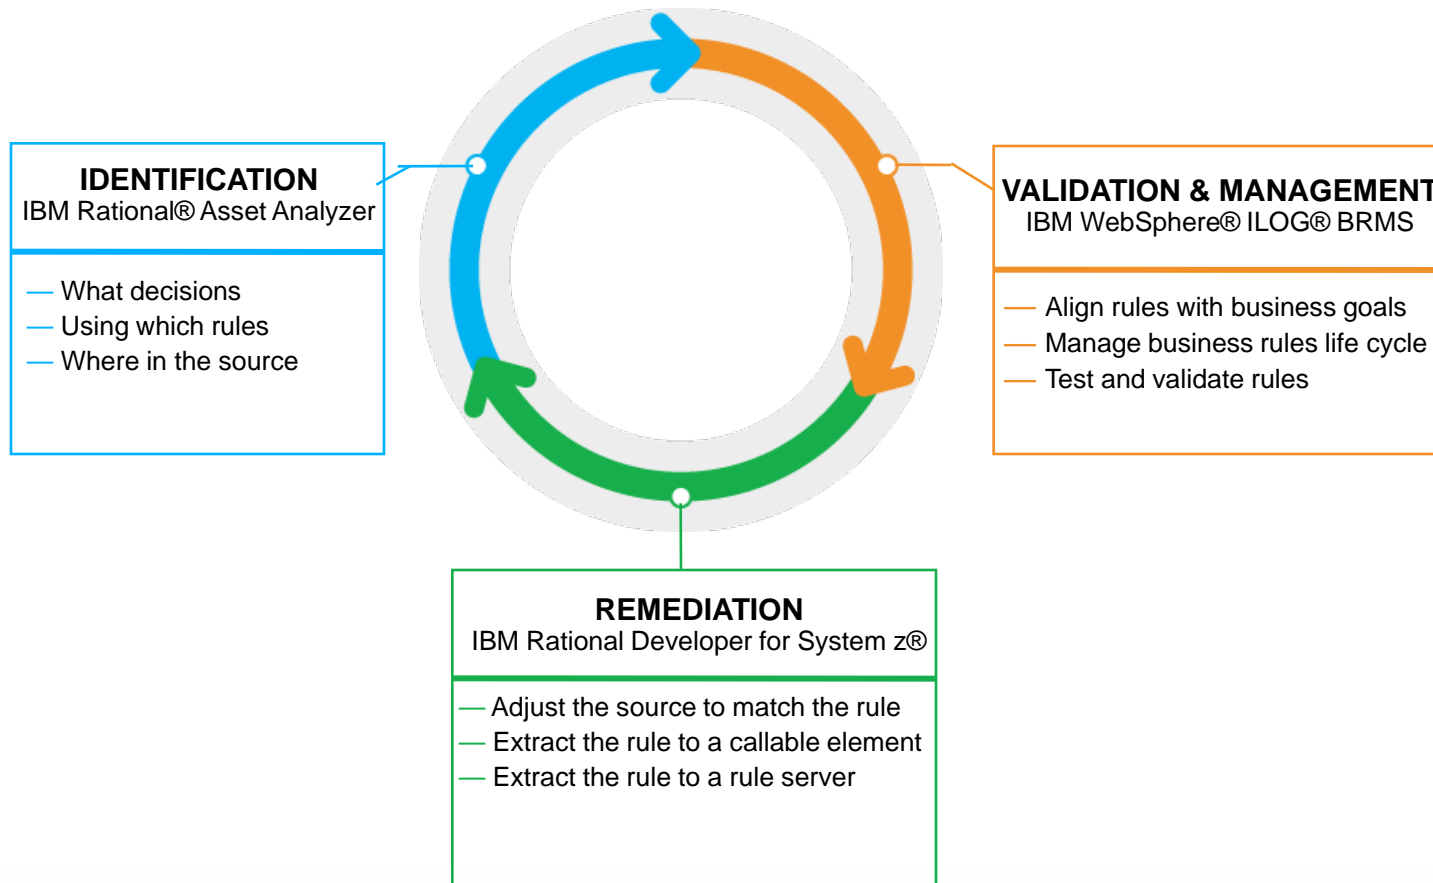 IDENTIFICATION
IBM Rational® Asset Analyzer
— What decisions
— Using which rules
— Where in the source
VALIDATION & MANAGEMENT
IBM WebSphere® ILOG® BRMS
— Align rules with business goals
— Manage business rules life cycle
— Test and validate rules
REMEDIATION
IBM Rational Developer for System z®
— Adjust the source to match the rule
— Extract the rule to a callable element
— Extract the rule to a rule server